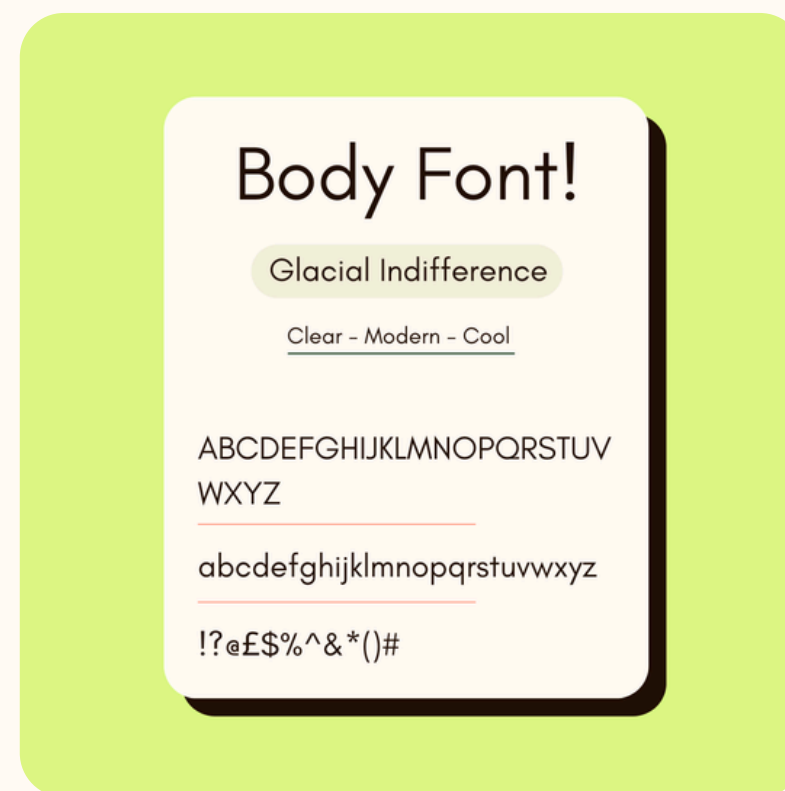 Body Font!
Glacial Indifference
Clear - Modern - Cool
ABCDEFGHIJKLMNOPQRSTUV
WXYZ
abcdefghijklmnopqrstuvwxyz
!?@£$%^&*()#